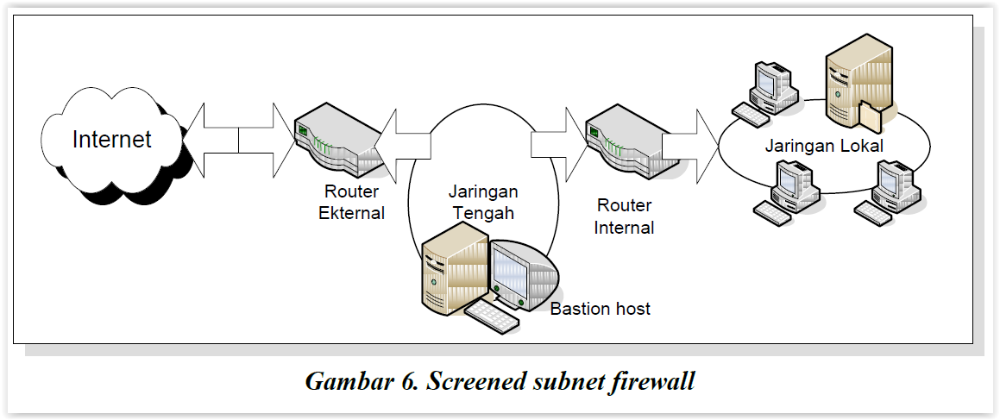 Internet
Router
Ekternal
Jaringan
Tengah
Bastion host
Router
Internal
Jaringan Lokal
Gambar 6. Screened subnet firewall